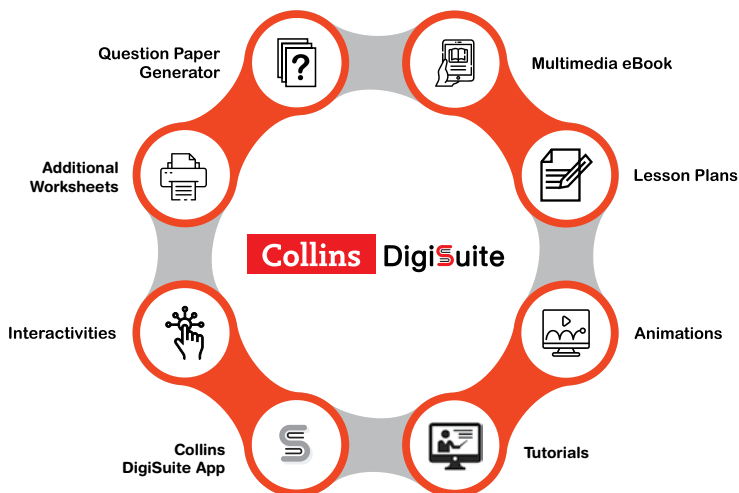 Question Paper
Generator
Multimedia eBook
Additional
Worksheets
Lesson Plans
Collins DigiSuite
Interactivities
Animations
Collins
DigiSuite App
Tutorials
?